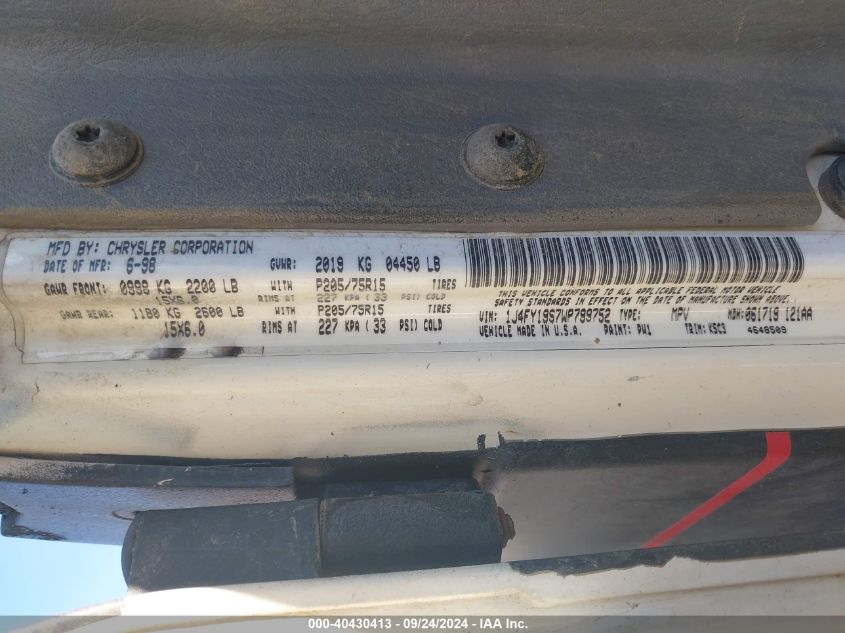 MFD BY: CHRYSLER CORPORATION
DATE OF MFR: 6-98 GVWR: 2019 KG 04450 LB
GAWR FRONT: 0998 KG 2200 LB WITH P205/75R15 TIRES
15X6.0 RIMS AT 227 KPA (33 PSI) COLD
GAWR REAR: 1180 KG 2600 LB WITH P205/75R15 TIRES
15X6.0 RIMS AT 227 KPA (33 PSI) COLD
THIS VEHICLE CONFORMS TO ALL APPLICABLE FEDERAL MOTOR VEHICLE
SAFETY STANDARDS IN EFFECT ON THE DATE OF MANUFACTURE SHOWN ABOVE.
VIN: 1J4FY19S7WP799752 TYPE: MPV MDH: 061719 121AA
VEHICLE MADE IN U.S.A. PAINT: PW1 TRIM: KSC3 4648509
000-40430413 - 09/24/2024 - IAA Inc.